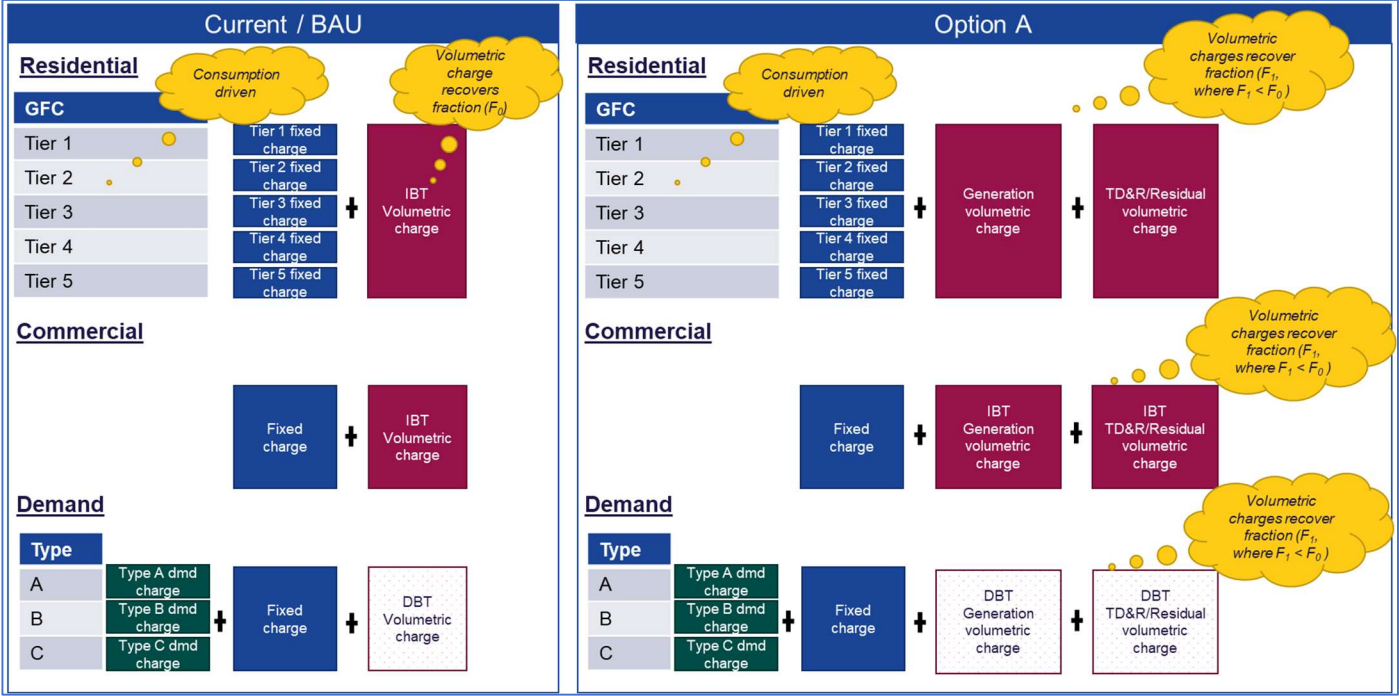 Current / BAU
Residential
Consumption
driven
Volumetric
charge
recovers
fraction (F0)
GFC
Tier 1
Tier 2
Tier 3
Tier 4
Tier 5
Tier 1 fixed
charge
Tier 2 fixed
charge
Tier 3 fixed
charge
Tier 4 fixed
charge
Tier 5 fixed
charge
+
IBT
Volumetric
charge
Commercial
Fixed
charge
+
IBT
Volumetric
charge
Demand
Type
A
B
C
Type A dmd
charge
Type B dmd
charge
Type C dmd
charge
+
Fixed
charge
+
DBT
Volumetric
charge
Option A
Residential
Consumption
driven
Volumetric
charges recover
fraction (F1,
where F1 < F0 )
GFC
Tier 1
Tier 2
Tier 3
Tier 4
Tier 5
Tier 1 fixed
charge
Tier 2 fixed
charge
Tier 3 fixed
charge
Tier 4 fixed
charge
Tier 5 fixed
charge
+
Generation
volumetric
charge
+
TD&R/Residual
volumetric
charge
Commercial
Volumetric
charges recover
fraction (F1,
where F1 < F0 )
Fixed
charge
+
IBT
Generation
volumetric
charge
+
IBT
TD&R/Residual
volumetric
charge
Demand
Volumetric
charges recover
fraction (F1,
where F1 < F0 )
Type
A
B
C
Type A dmd
charge
Type B dmd
charge
Type C dmd
charge
+
Fixed
charge
+
DBT
Generation
volumetric
charge
+
DBT
TD&R/Residual
volumetric
charge